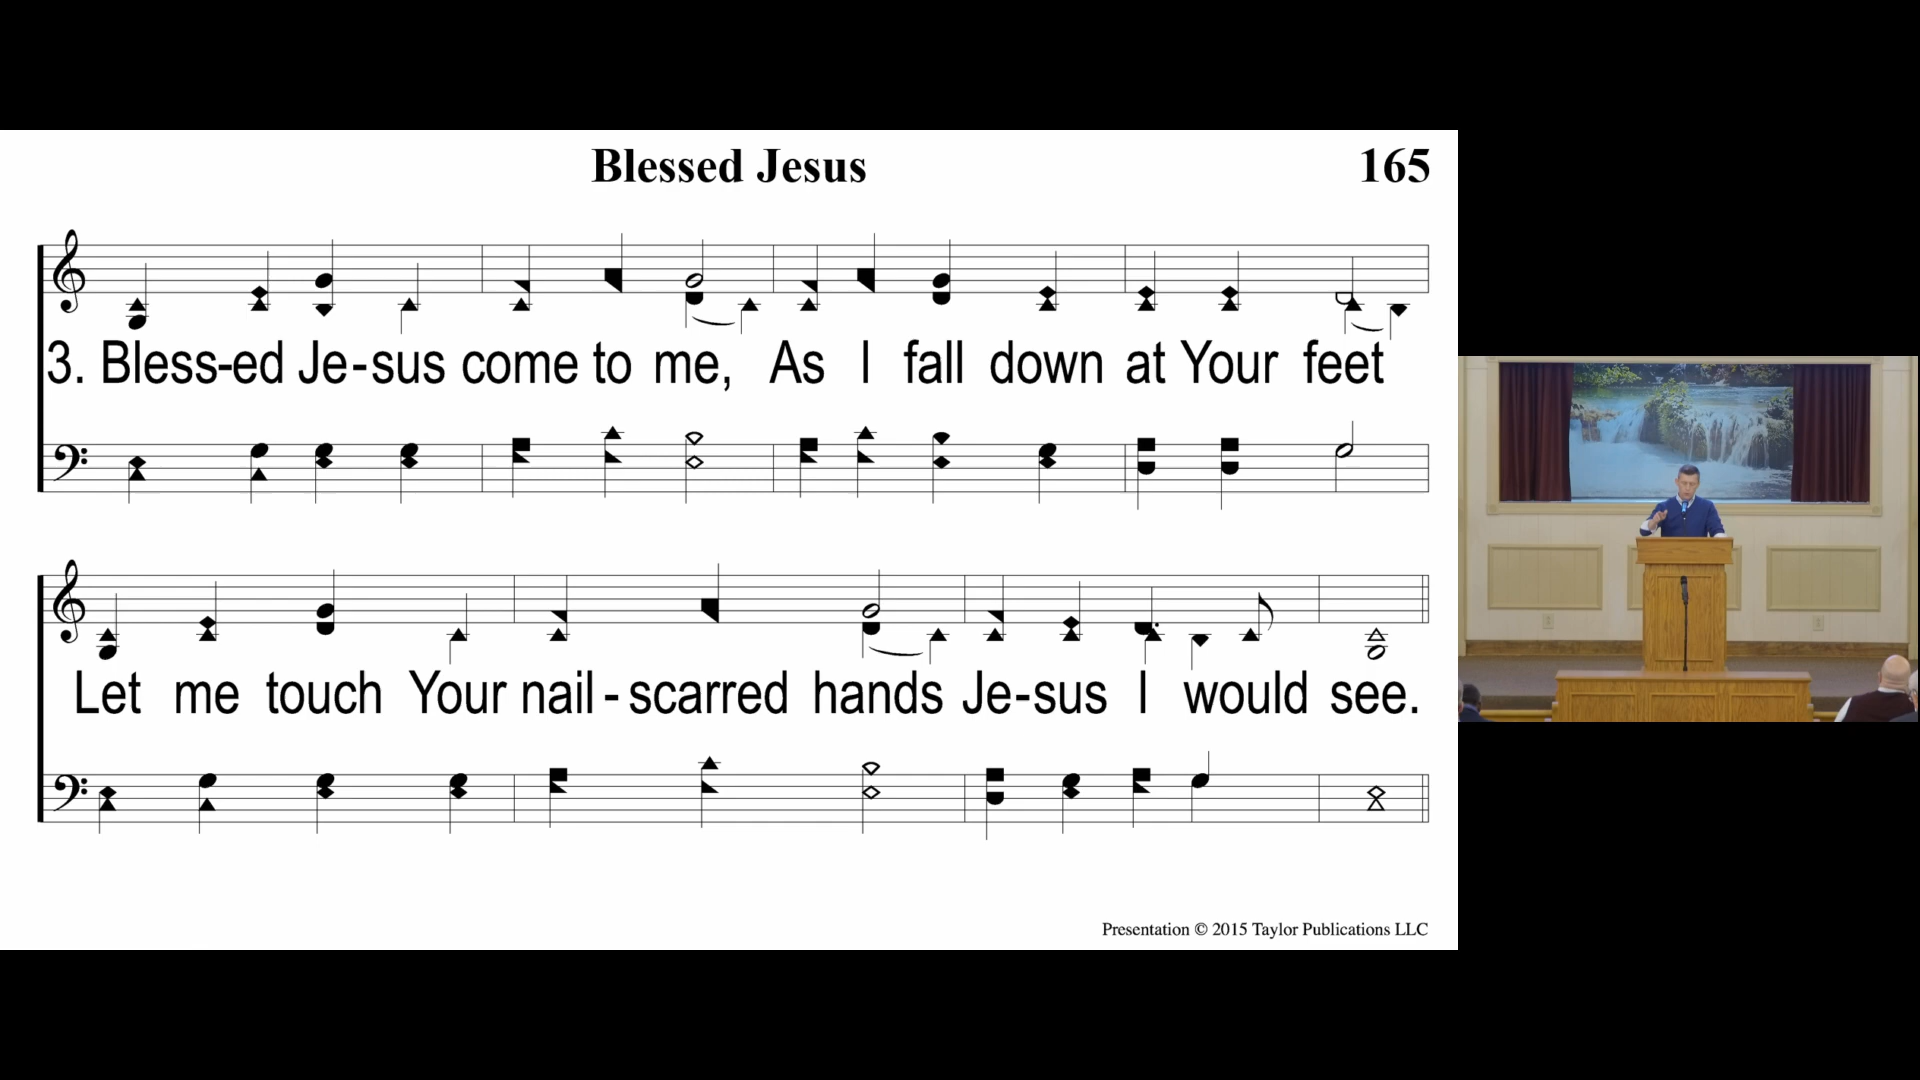 Blessed Jesus
165
3. Bless-ed Je-sus come to me, As I fall down at Your feet
Let me touch Your nail-scarred hands Je-sus I would see.
Presentation © 2015 Taylor Publications LLC